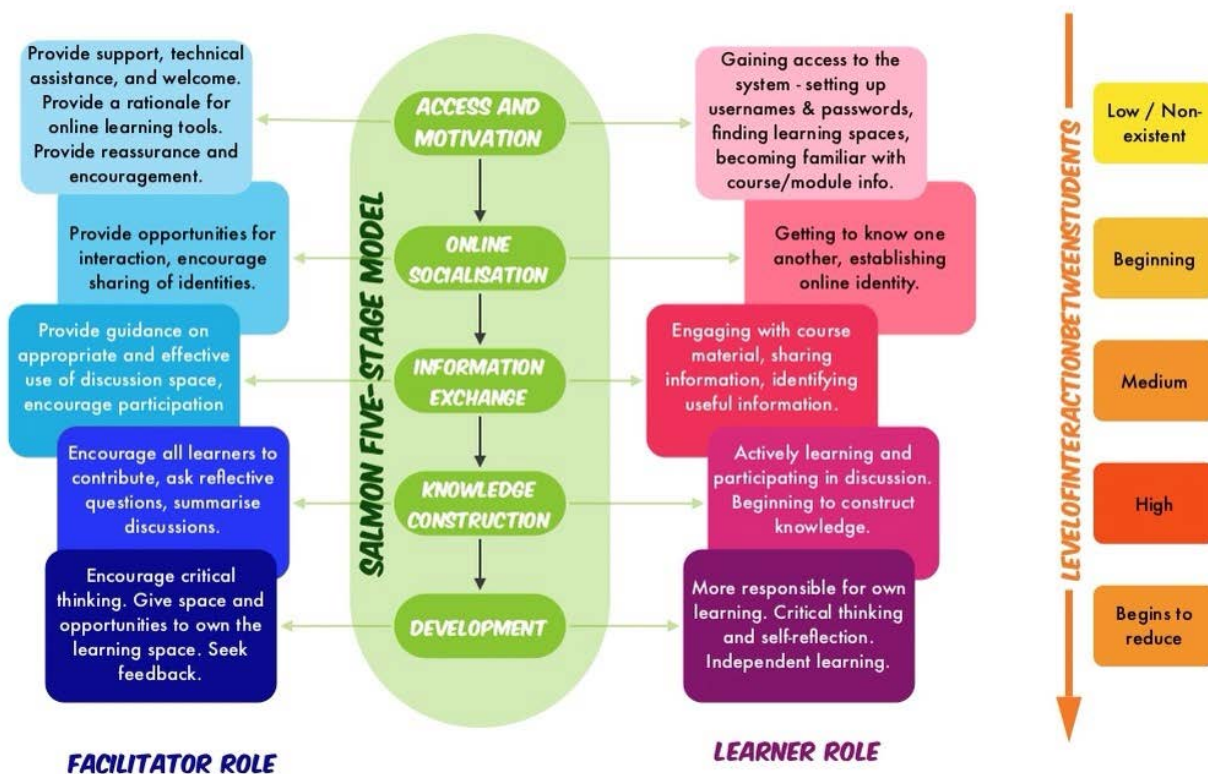 Provide support, technical
assistance, and welcome.
Provide a rationale for
online learning tools.
Provide reassurance and
encouragement.
ACCESS AND
MOTIVATION
Gaining access to the
system - setting up
usernames & passwords,
finding learning spaces,
becoming familiar with
course/module info.
Low / Non-
existent
Provide opportunities for
interaction, encourage
sharing of identities.
ONLINE
SOCIALISATION
Getting to know one
another, establishing
online identity.
Beginning
Provide guidance on
appropriate and effective
use of discussion space,
encourage participation
INFORMATION
EXCHANGE
Engaging with course
material, sharing
information, identifying
useful information.
Medium
Encourage all learners to
contribute, ask reflective
questions, summarise
discussions.
KNOWLEDGE
CONSTRUCTION
Actively learning and
participating in discussion.
Beginning to construct
knowledge.
High
Encourage critical
thinking. Give space and
opportunities to own the
learning space. Seek
feedback.
DEVELOPMENT
More responsible for own
learning. Critical thinking
and self-reflection.
Independent learning.
Begins to
reduce
SALMON FIVE-STAGE MODEL
LEVELOFINTERACTIONBETWEENSTUDENTS
FACILITATOR ROLE
LEARNER ROLE